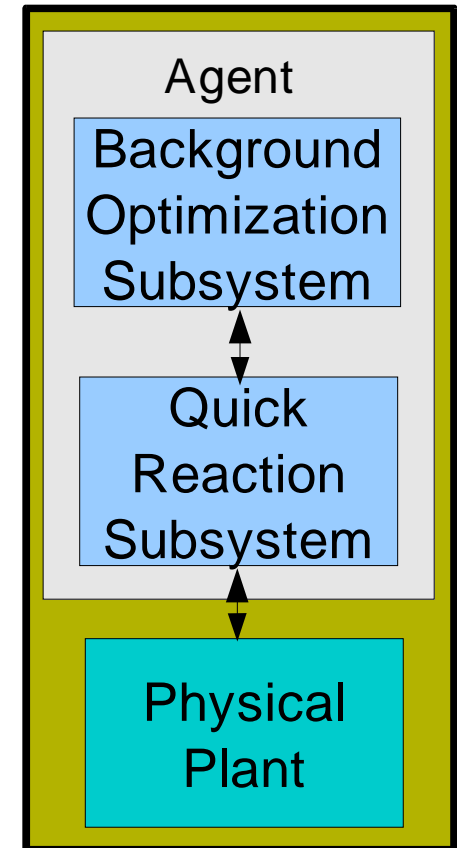 Agent
Background
Optimization
Subsystem
Quick
Reaction
Subsystem
Physical
Plant